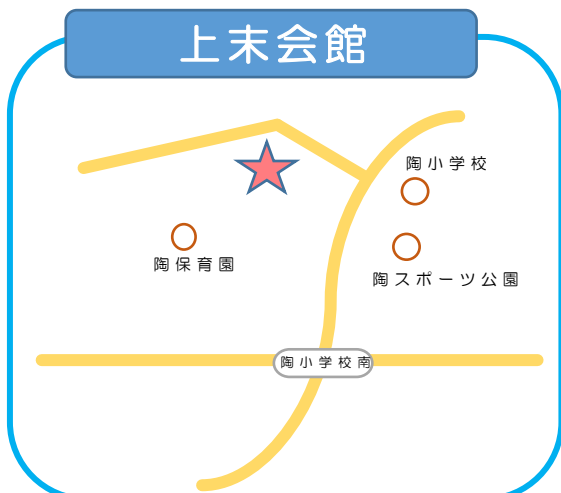 上末会館
陶小学校
陶保育園
陶スポーツ公園
陶小学校南